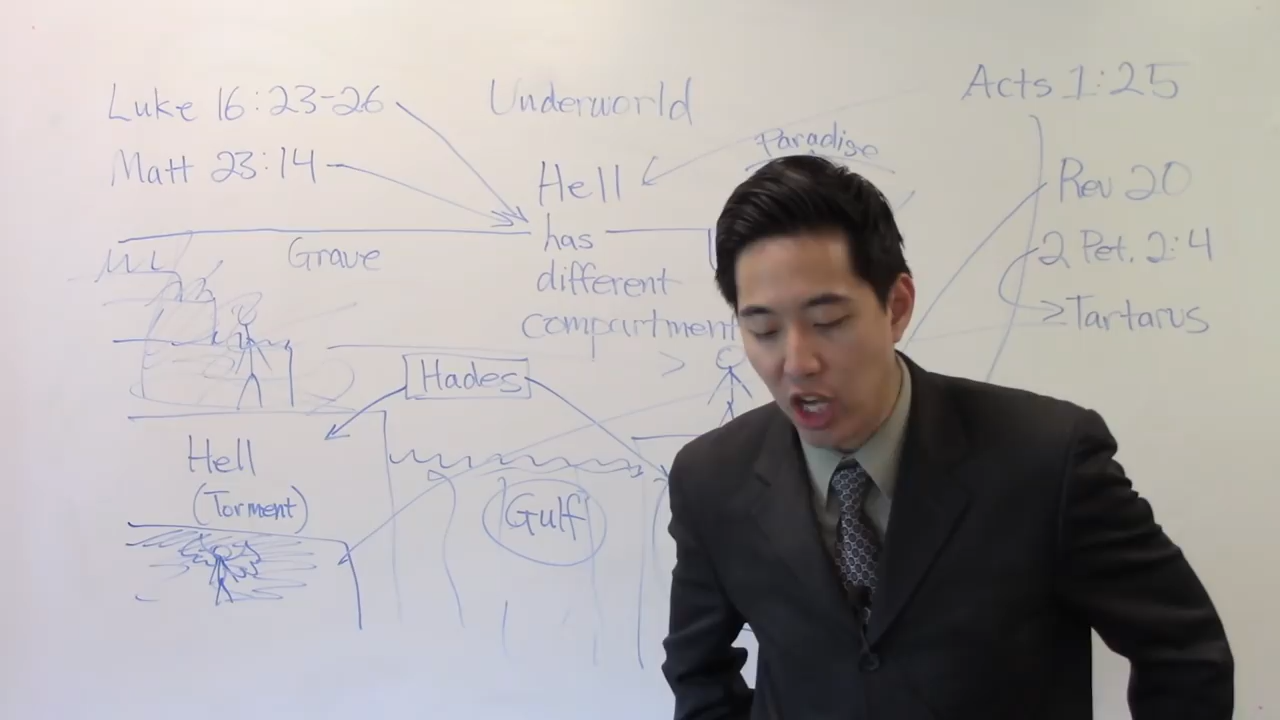 Luke 16:23-26
Underworld
Acts 1:25
Matt 23:14
Hell
Paradise
Rev 20
Grave
has
different
compartment
2 Pet. 2:4
> Tartarus
Hades
Hell
(Torment)
Gulf